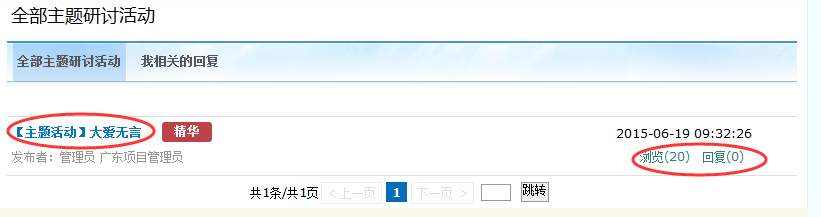 全部主题研讨活动
全部主题研讨活动 我相关的回复
【主题活动】大爱无言 精华 2015-06-19 09:32:26
发布者：管理员 广东项目管理员 浏览(20) 回复(0)
共1条/共1页 <上一页 1 下一页> 跳转